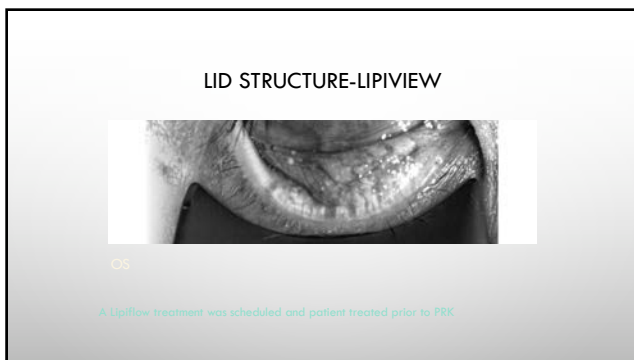 LID STRUCTURE-LIPIVIEW
OS
A Lipiflow treatment was scheduled and patient treated prior to PRK